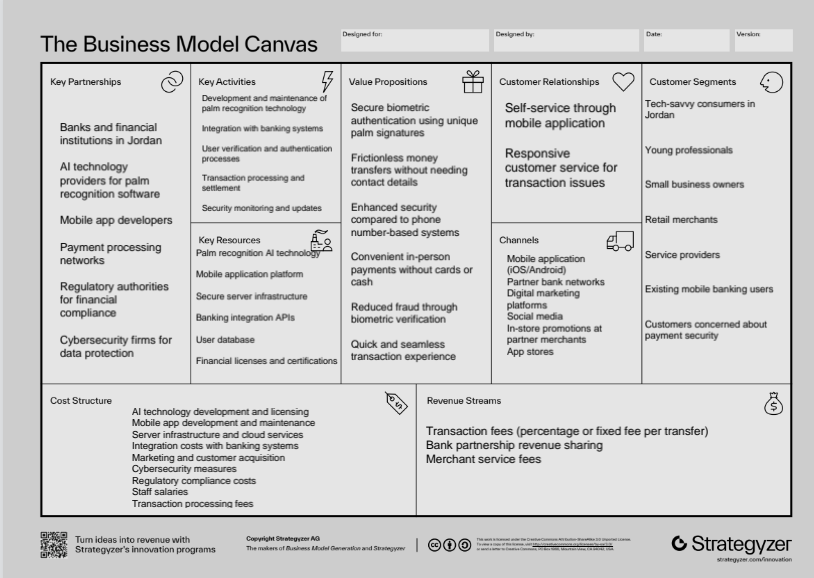 The Business Model Canvas
Designed for:
Designed by:
Date:
Version:
Key Partnerships
Banks and financial
institutions in Jordan
AI technology
providers for palm
recognition software
Mobile app developers
Payment processing
networks
Regulatory authorities
for financial
compliance
Cybersecurity firms for
data protection
Key Activities
Development and maintenance of
palm recognition technology
Integration with banking systems
User verification and authentication
processes
Transaction processing and
settlement
Security monitoring and updates
Key Resources
Palm recognition AI technology
Mobile application platform
Secure server infrastructure
Banking integration APIs
User database
Financial licenses and certifications
Value Propositions
Secure biometric
authentication using unique
palm signatures
Frictionless money
transfers without needing
contact details
Enhanced security
compared to phone
number-based systems
Convenient in-person
payments without cards or
cash
Reduced fraud through
biometric verification
Quick and seamless
transaction experience
Customer Relationships
Self-service through
mobile application
Responsive
customer service for
transaction issues
Channels
Mobile application
(iOS/Android)
Partner bank networks
Digital marketing
platforms
Social media
In-store promotions at
partner merchants
App stores
Customer Segments
Tech-savvy consumers in
Jordan
Young professionals
Small business owners
Retail merchants
Service providers
Existing mobile banking users
Customers concerned about
payment security
Cost Structure
AI technology development and licensing
Mobile app development and maintenance
Server infrastructure and cloud services
Integration costs with banking systems
Marketing and customer acquisition
Cybersecurity measures
Regulatory compliance costs
Staff salaries
Transaction processing fees
Revenue Streams
Transaction fees (percentage or fixed fee per transfer)
Bank partnership revenue sharing
Merchant service fees
Turn ideas into revenue with
Strategyzer's innovation programs
Copyright Strategyzer AG
The makers of Business Model Generation and Strategyzer
Strategyzer
strategyzer.com/innovation